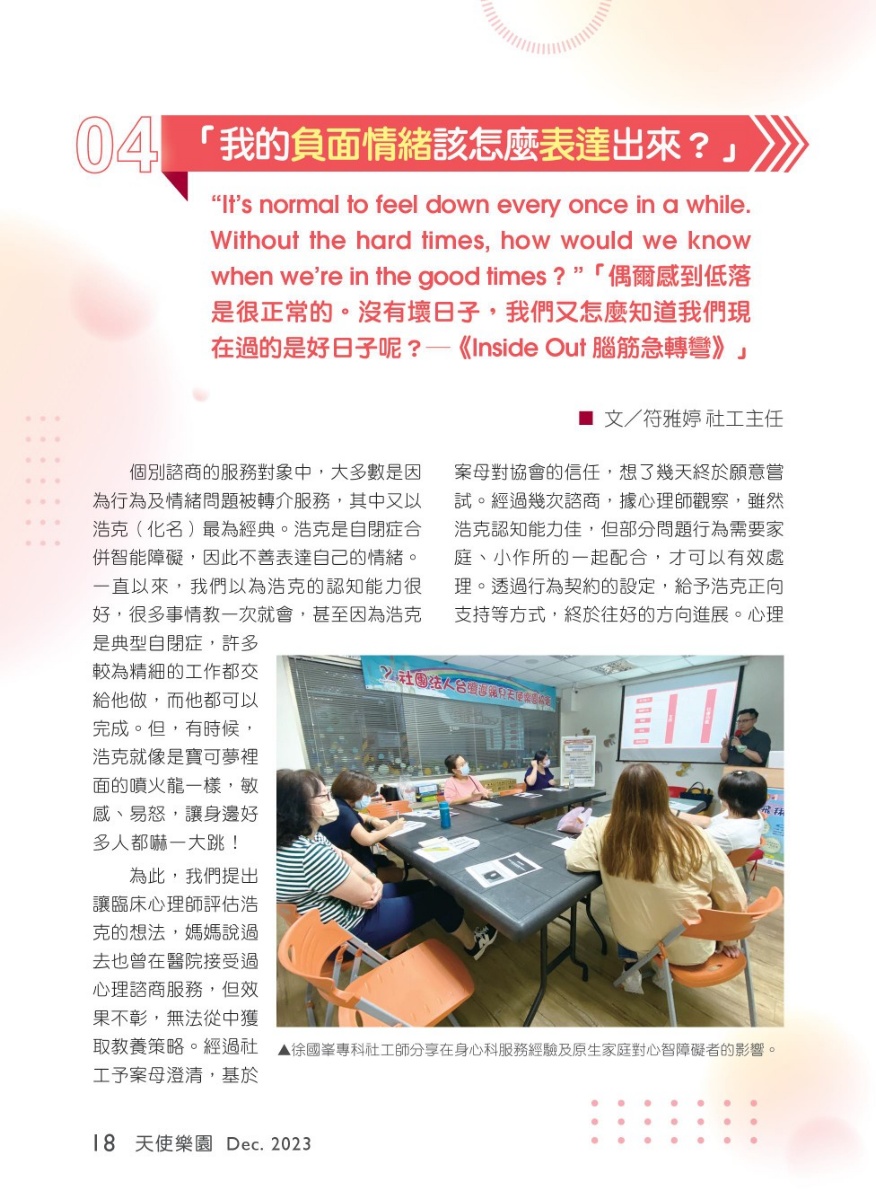 04
「我的負面情緒該怎麼表達出來？」
“It’s normal to feel down every once in a while.
Without the hard times, how would we know
when we’re in the good times？”「偶爾感到低落
是很正常的。沒有壞日子，我們又怎麼知道我們現
在過的是好日子呢？─《Inside Out 腦筋急轉彎》」
■ 文／符雅婷 社工主任
個別諮商的服務對象中，大多數是因
為行為及情緒問題被轉介服務，其中又以
浩克（化名）最為經典。浩克是自閉症合
併智能障礙，因此不善表達自己的情緒。
一直以來，我們以為浩克的認知能力很
好，很多事情教一次就會，甚至因為浩克
是典型自閉症，許多
較為精細的工作都交
給他做，而他都可以
完成。但，有時候，
浩克就像是寶可夢裡
面的噴火龍一樣，敏
感、易怒，讓身邊好
多人都嚇一大跳！
為此，我們提出
讓臨床心理師評估浩
克的想法，媽媽說過
去也曾在醫院接受過
心理諮商服務，但效
果不彰，無法從中獲
取教養策略。經過社
工予案母澄清，基於
案母對協會的信任，想了幾天終於願意嘗
試。經過幾次諮商，據心理師觀察，雖然
浩克認知能力佳，但部分問題行為需要家
庭、小作所的一起配合，才可以有效處
理。透過行為契約的設定，給予浩克正向
支持等方式，終於往好的方向進展。心理
社團法人台灣
▲徐國峯專科社工師分享在身心科服務經驗及原生家庭對心智障礙者的影響。
18 天使樂園 Dec. 2023